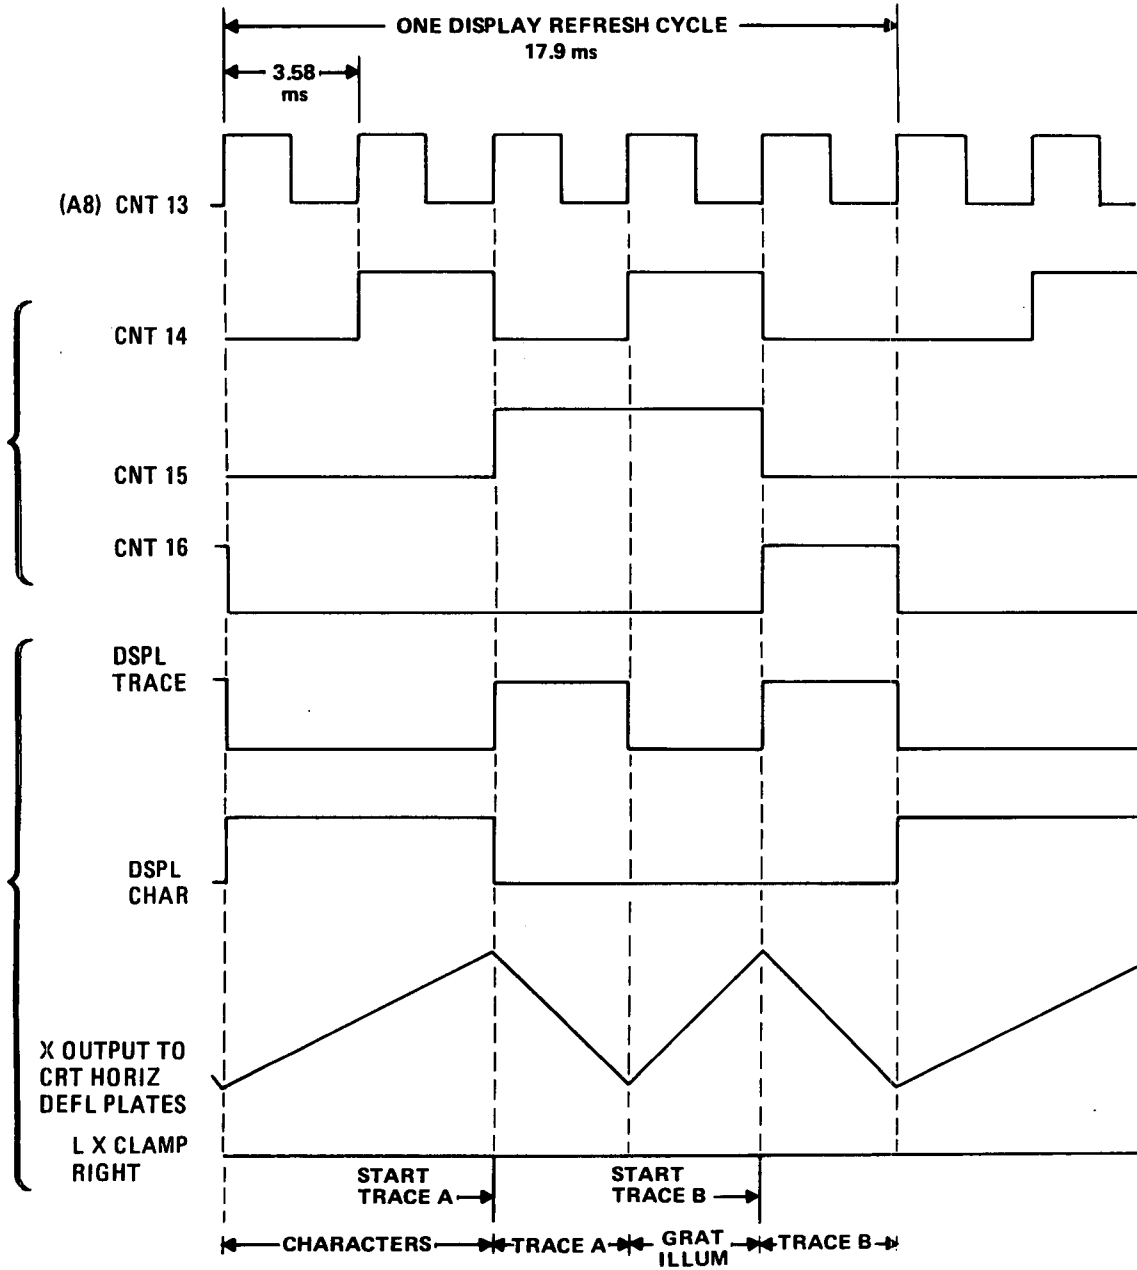 ONE DISPLAY REFRESH CYCLE
17.9 ms
3.58
ms
(A8) CNT 13
CNT 14
CNT 15
CNT 16
DSPL
TRACE
DSPL
CHAR
X OUTPUT TO
CRT HORIZ
DEFL PLATES
L X CLAMP
RIGHT
START
TRACE A
START
TRACE B
CHARACTERS
TRACE A
GRAT
ILLUM
TRACE B